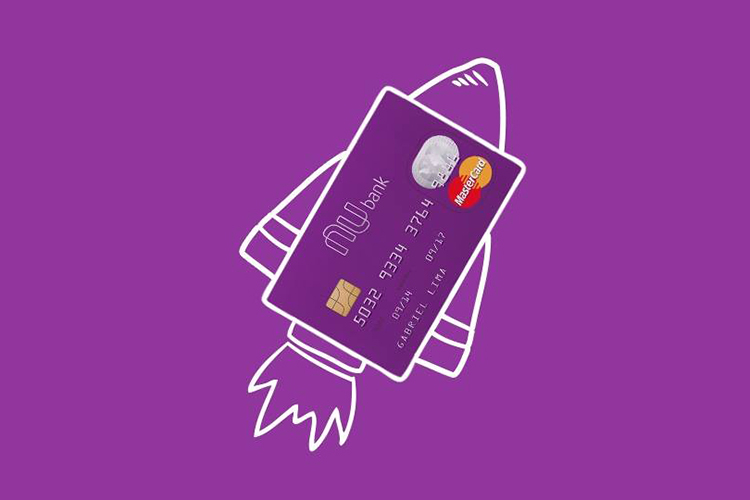 nu bank
MasterCard
5032 9334 3764
09/14 09/17
GABRIEL LIMA